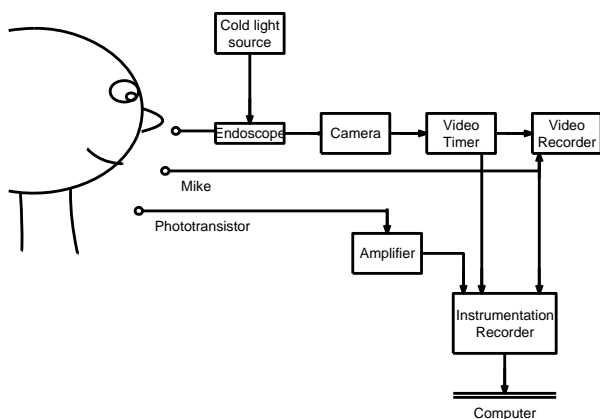 Cold light
source
Endoscope
Camera
Video
Timer
Video
Recorder
Mike
Phototransistor
Amplifier
Instrumentation
Recorder
Computer